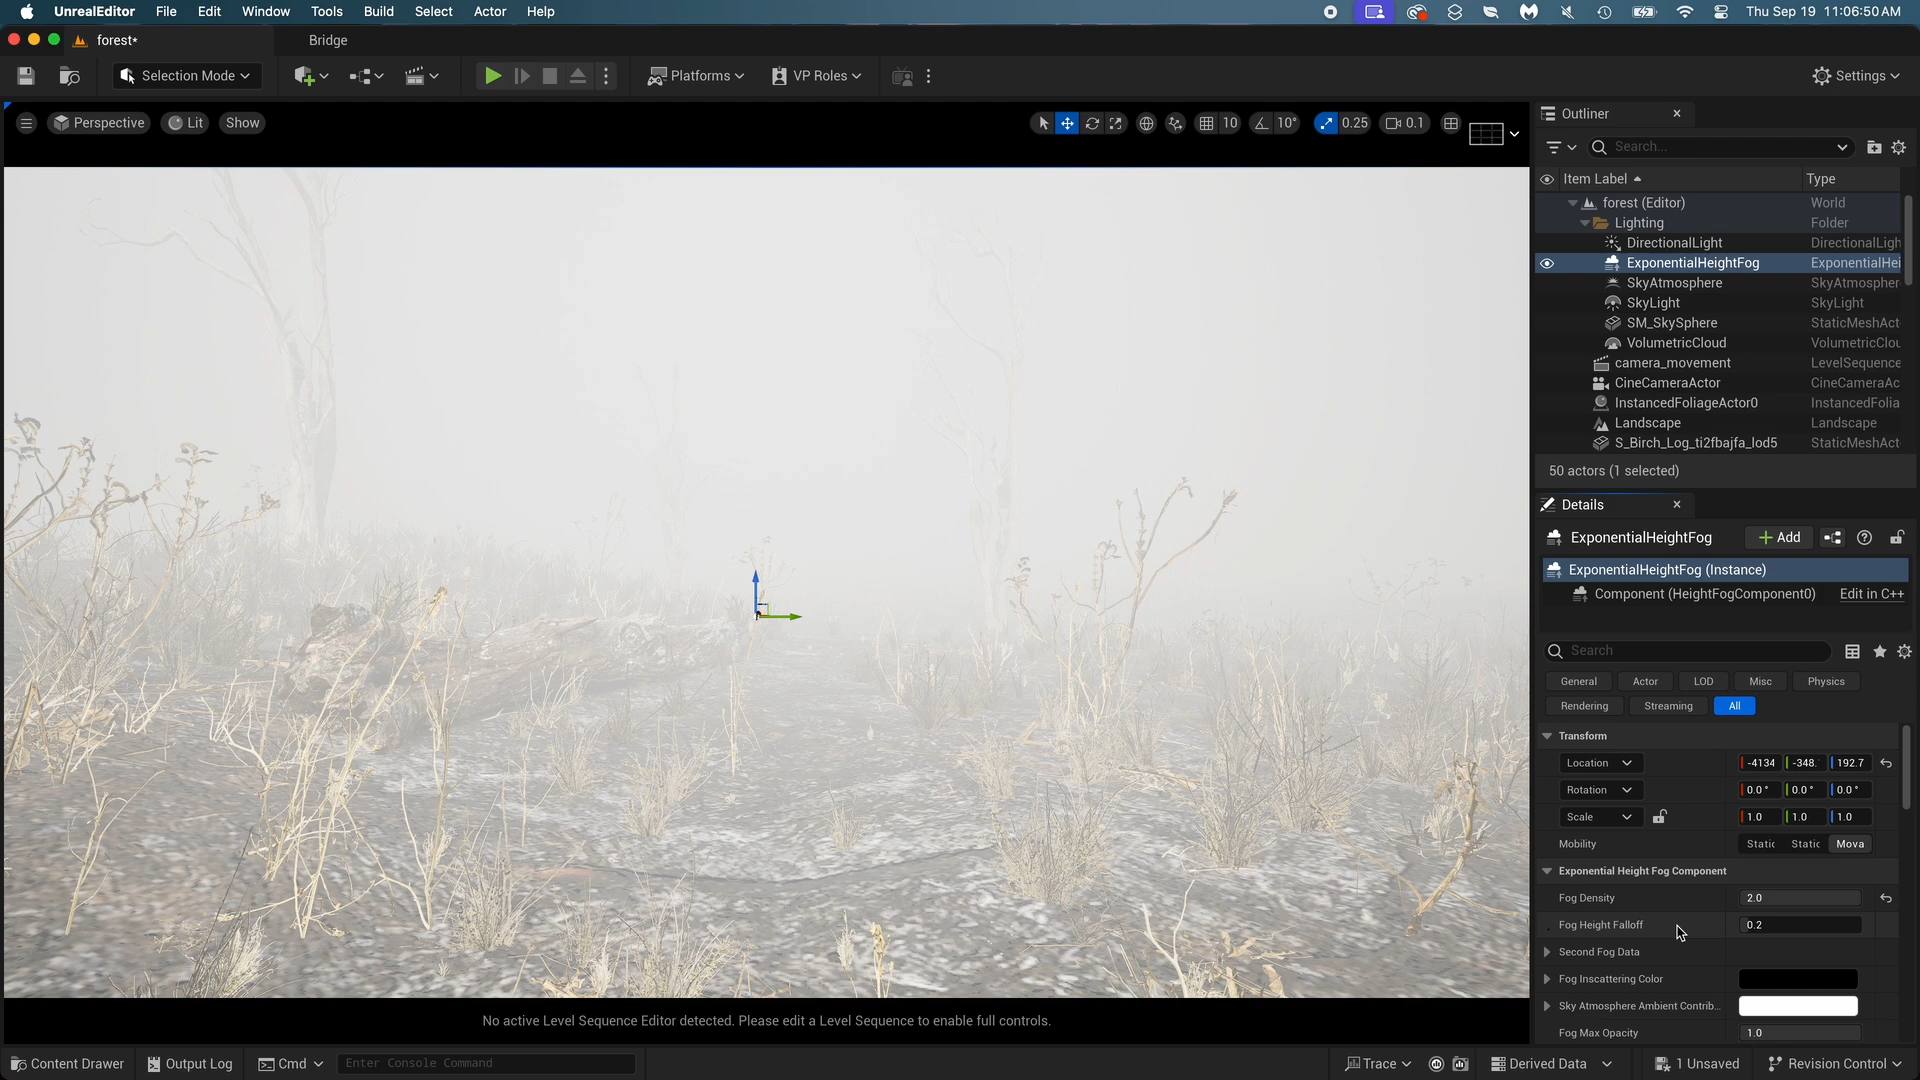 UnrealEditor File Edit Window Tools Build Select Actor Help Thu Sep 19 11:06:50 AM
forest* Bridge
Selection Mode Platforms VP Roles Settings
Perspective Lit Show 10 10° 0.25 0.1
Outliner
Search...
Item Label Type
forest (Editor) World
Lighting Folder
DirectionalLight DirectionalLigh
ExponentialHeightFog ExponentialHei
SkyAtmosphere SkyAtmospher
SkyLight SkyLight
SM_SkySphere StaticMeshAct
VolumetricCloud VolumetricClou
camera_movement LevelSequence
CineCameraActor CineCameraAc
InstancedFoliageActor0 InstancedFolia
Landscape Landscape
S_Birch_Log_ti2fbajfa_lod5 StaticMeshAct
50 actors (1 selected)
Details
ExponentialHeightFog Add
ExponentialHeightFog (Instance)
Component (HeightFogComponent0) Edit in C++
Search
General Actor LOD Misc Physics
Rendering Streaming All
Transform
Location -4134 -348. 192.7
Rotation 0.0° 0.0° 0.0°
Scale 1.0 1.0 1.0
Mobility Static Static Mova
Exponential Height Fog Component
Fog Density 2.0
Fog Height Falloff 0.2
Second Fog Data
Fog Inscattering Color
Sky Atmosphere Ambient Contrib...
Fog Max Opacity 1.0
No active Level Sequence Editor detected. Please edit a Level Sequence to enable full controls.
Content Drawer Output Log Cmd Enter Console Command Trace Derived Data 1 Unsaved Revision Control